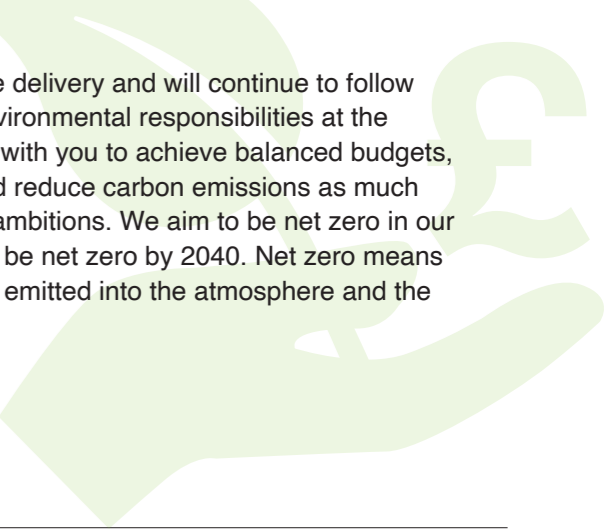 e delivery and will continue to follow
vironmental responsibilities at the
with you to achieve balanced budgets,
d reduce carbon emissions as much
ambitions. We aim to be net zero in our
be net zero by 2040. Net zero means
emitted into the atmosphere and the
£